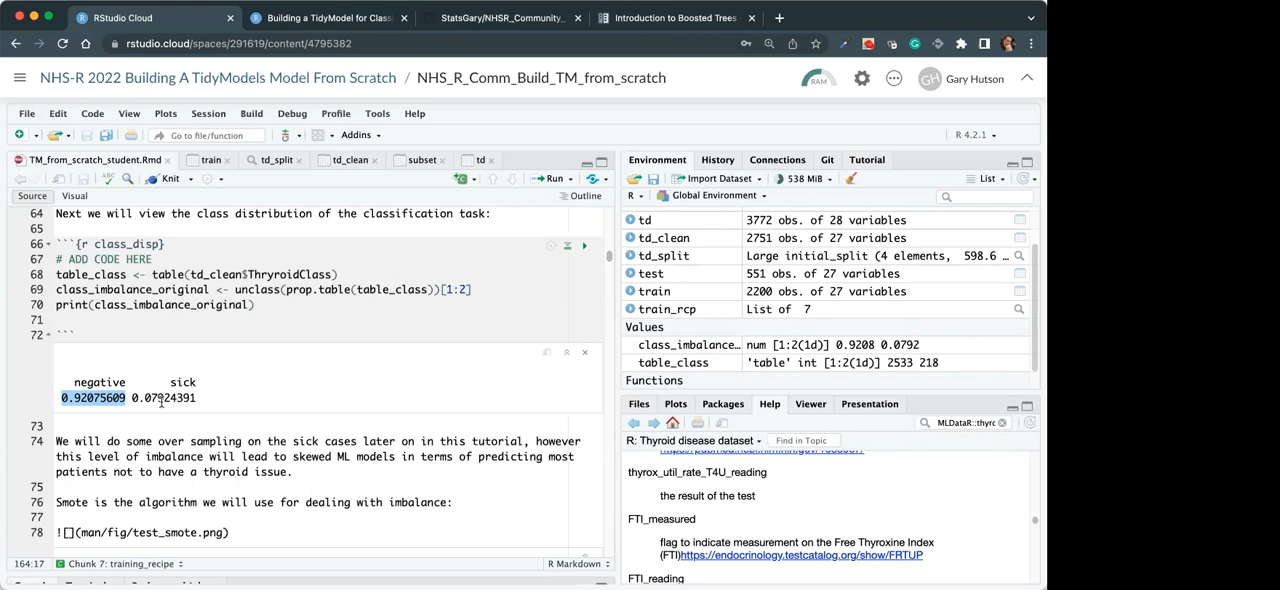 RStudio Cloud
Building a TidyModel for Class
StatsGary/NHSR_Community_
Introduction to Boosted Trees
rstudio.cloud/spaces/291619/content/4795382
NHS-R 2022 Building A TidyModels Model From Scratch / NHS_R_Comm_Build_TM_from_scratch
RAM
GH Gary Hutson
File Edit Code View Plots Session Build Debug Profile Tools Help
Go to file/function
Addins
R 4.2.1
TM_from_scratch_student.Rmd
train
td_split
td_clean
subset
td
Knit
Run
Source
Visual
Outline
64 Next we will view the class distribution of the classification task:
65
66 ```{r class_disp}
67 # ADD CODE HERE
68 table_class <- table(td_clean$ThryroidClass)
69 class_imbalance_original <- unclass(prop.table(table_class))[1:2]
70 print(class_imbalance_original)
71
72 ```
negative sick
0.92075609 0.07924391
73
74 We will do some over sampling on the sick cases later on in this tutorial, however
this level of imbalance will lead to skewed ML models in terms of predicting most
patients not to have a thyroid issue.
75
76 Smote is the algorithm we will use for dealing with imbalance:
77
78 ![](man/fig/test_smote.png)
164:17 Chunk 7: training_recipe
R Markdown
Environment History Connections Git Tutorial
Import Dataset
538 MiB
List
R Global Environment
td 3772 obs. of 28 variables
td_clean 2751 obs. of 27 variables
td_split Large initial_split (4 elements, 598.6 …
test 551 obs. of 27 variables
train 2200 obs. of 27 variables
train_rcp List of 7
Values
class_imbalance… num [1:2(1d)] 0.9208 0.0792
table_class 'table' int [1:2(1d)] 2533 218
Functions
Files Plots Packages Help Viewer Presentation
MLDataR::thyrc
R: Thyroid disease dataset
Find in Topic
thyrox_util_rate_T4U_reading
the result of the test
FTI_measured
flag to indicate measurement on the Free Thyroxine Index
(FTI)https://endocrinology.testcatalog.org/show/FRTUP
FTI_reading